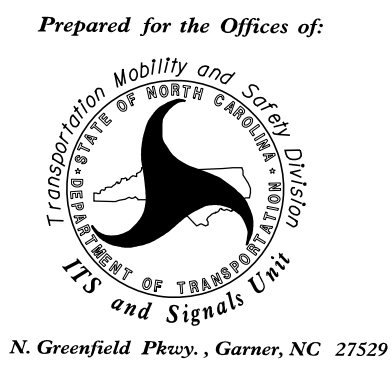 Prepared for the Offices of:
Transportation Mobility and Safety Division
STATE OF NORTH CAROLINA
DEPARTMENT OF TRANSPORTATION
ITS and Signals Unit
N. Greenfield Pkwy. , Garner, NC 27529